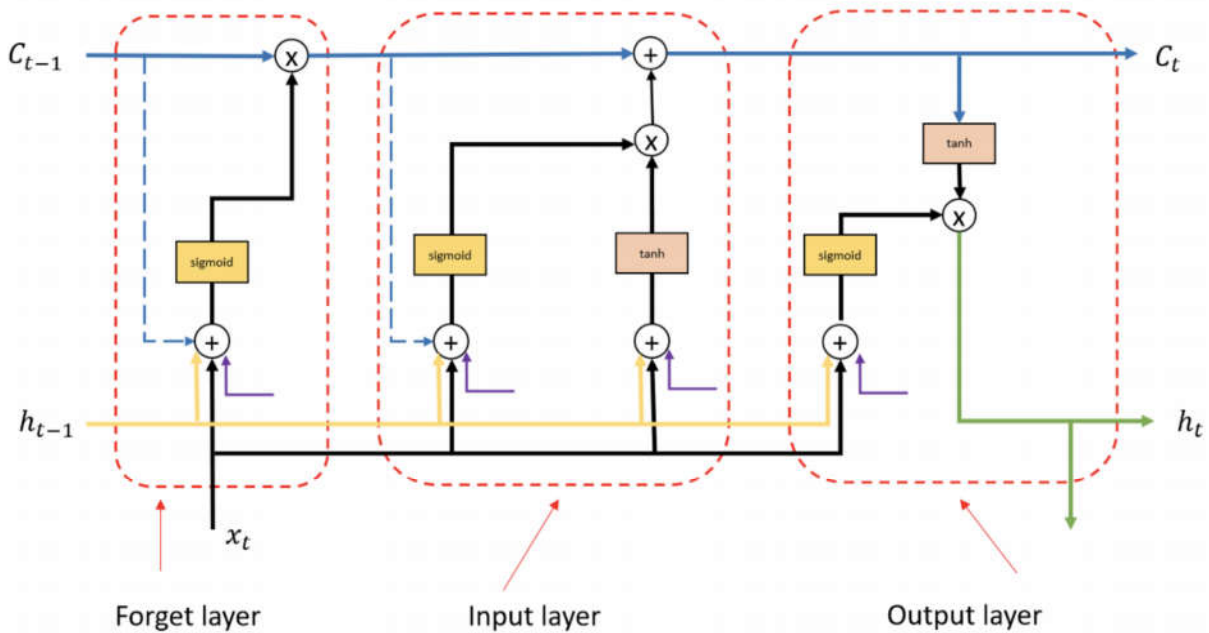 C_{t-1}
x
+
C_t
tanh
x
x
sigmoid
sigmoid
tanh
sigmoid
+
+
+
+
h_{t-1}
h_t
x_t
Forget layer
Input layer
Output layer